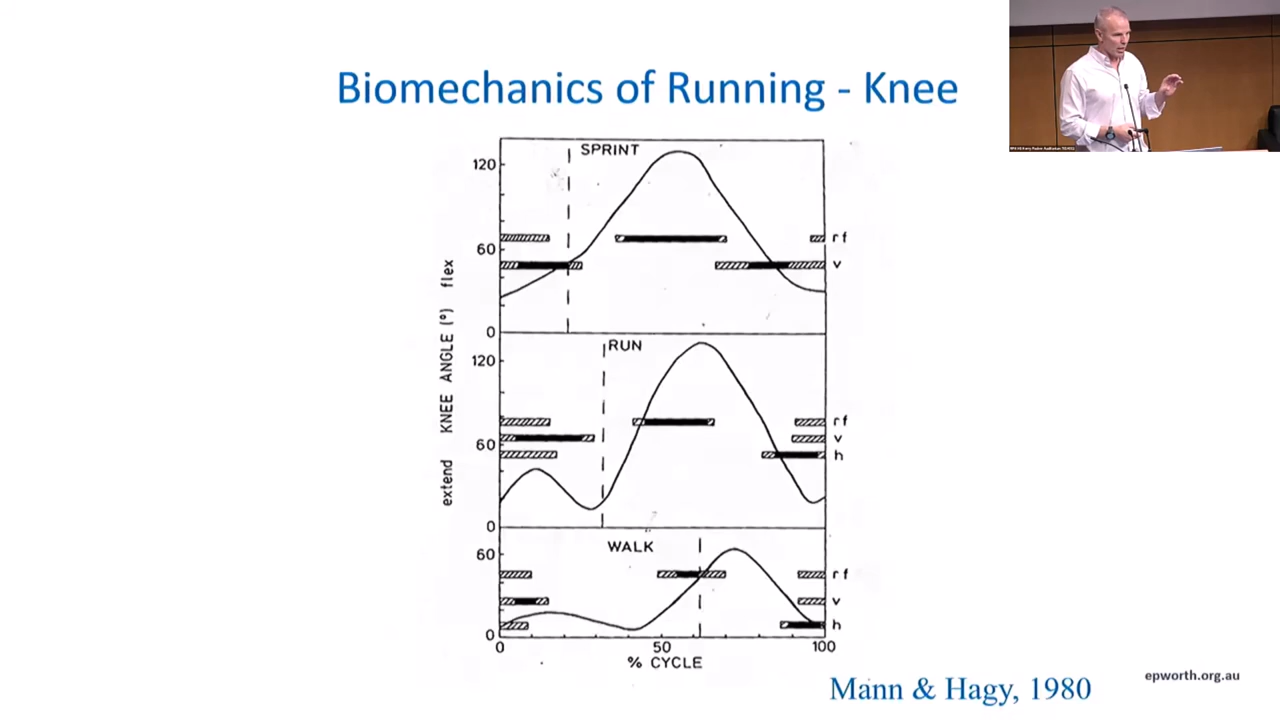 Biomechanics of Running - Knee
SPRINT
120
60
0
rf
v
RUN
120
60
0
rf
v
h
WALK
60
0
rf
v
h
0 50 100
% CYCLE
extend KNEE ANGLE (°) flex
Mann & Hagy, 1980
epworth.org.au